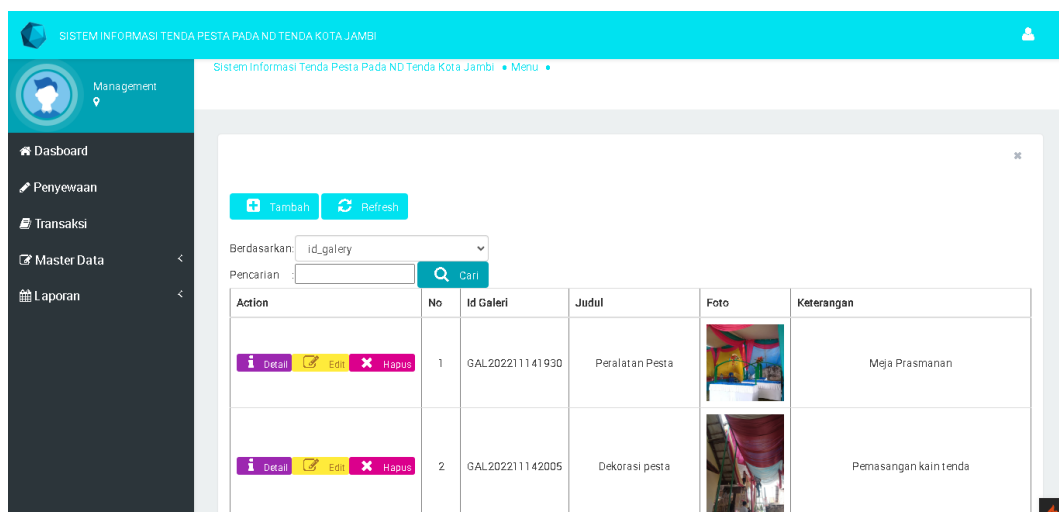 SISTEM INFORMASI TENDA PESTA PADA ND TENDA KOTA JAMBI
Management
Sistem Informasi Tenda Pesta Pada ND Tenda Kota Jambi • Menu •
Dasboard
Penyewaan
Transaksi
Master Data
Laporan
Tambah Refresh
Berdasarkan: id_galery
Pencarian : Cari
Action No Id Galeri Judul Foto Keterangan
Detail Edit Hapus 1 GAL202211141930 Peralatan Pesta Meja Prasmanan
Detail Edit Hapus 2 GAL202211142005 Dekorasi pesta Pemasangan kain tenda